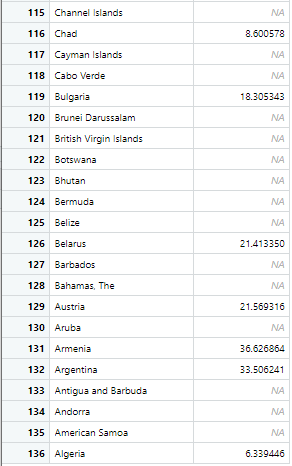 115 Channel Islands NA
116 Chad 8.600578
117 Cayman Islands NA
118 Cabo Verde NA
119 Bulgaria 18.305343
120 Brunei Darussalam NA
121 British Virgin Islands NA
122 Botswana NA
123 Bhutan NA
124 Bermuda NA
125 Belize NA
126 Belarus 21.413350
127 Barbados NA
128 Bahamas, The NA
129 Austria 21.569316
130 Aruba NA
131 Armenia 36.626864
132 Argentina 33.506241
133 Antigua and Barbuda NA
134 Andorra NA
135 American Samoa NA
136 Algeria 6.339446